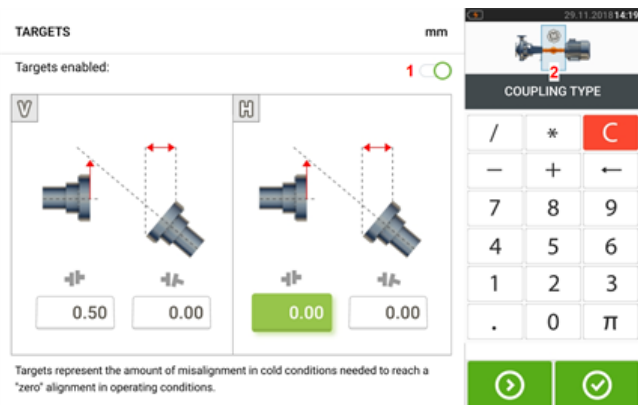 TARGETS
mm
Targets enabled:
1
V
H
0.50
0.00
0.00
0.00
Targets represent the amount of misalignment in cold conditions needed to reach a
"zero" alignment in operating conditions.
29.11.2018 14:19
2
COUPLING TYPE
/ * C
− + ←
7 8 9
4 5 6
1 2 3
. 0 π